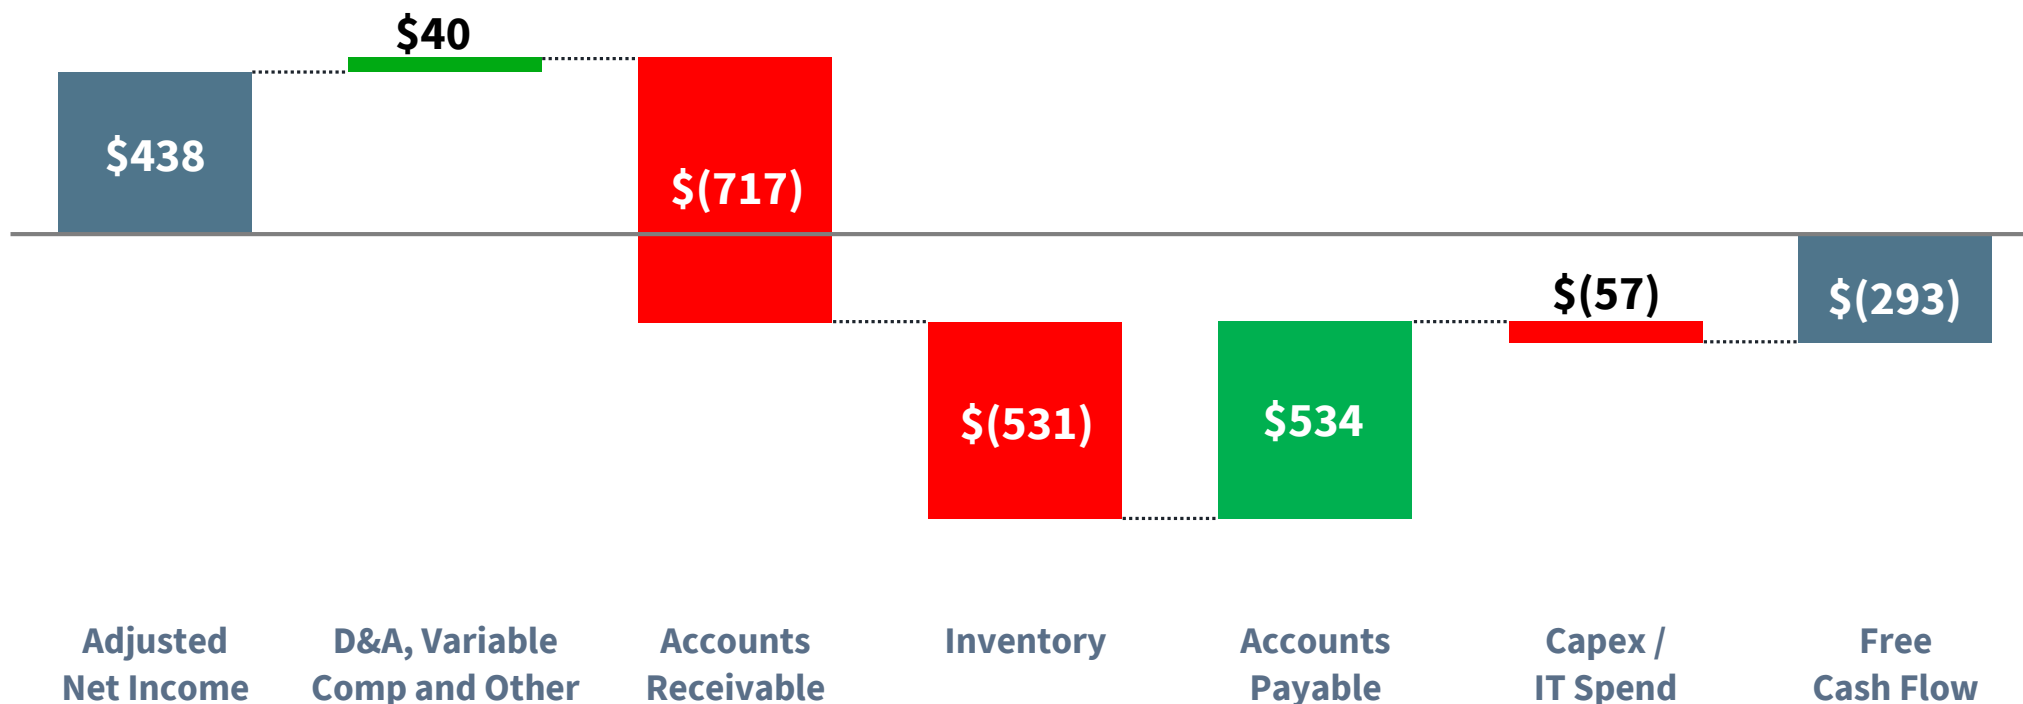 $40
$438
$(717)
$(57)
$(293)
$(531)
$534
Adjusted
Net Income
D&A, Variable
Comp and Other
Accounts
Receivable
Inventory
Accounts
Payable
Capex /
IT Spend
Free
Cash Flow